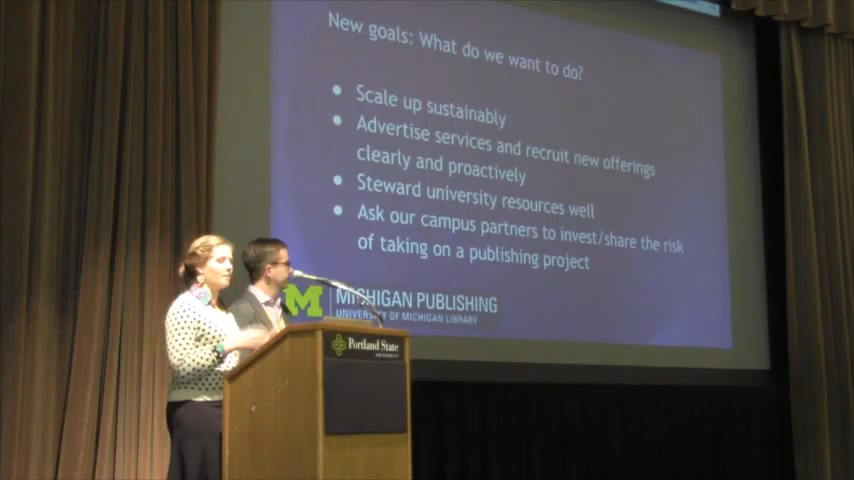 New goals: What do we want to do?
● Scale up sustainably
● Advertise services and recruit new offerings
clearly and proactively
● Steward university resources well
● Ask our campus partners to invest/share the risk
of taking on a publishing project
M MICHIGAN PUBLISHING
UNIVERSITY OF MICHIGAN LIBRARY
Portland State
UNIVERSITY